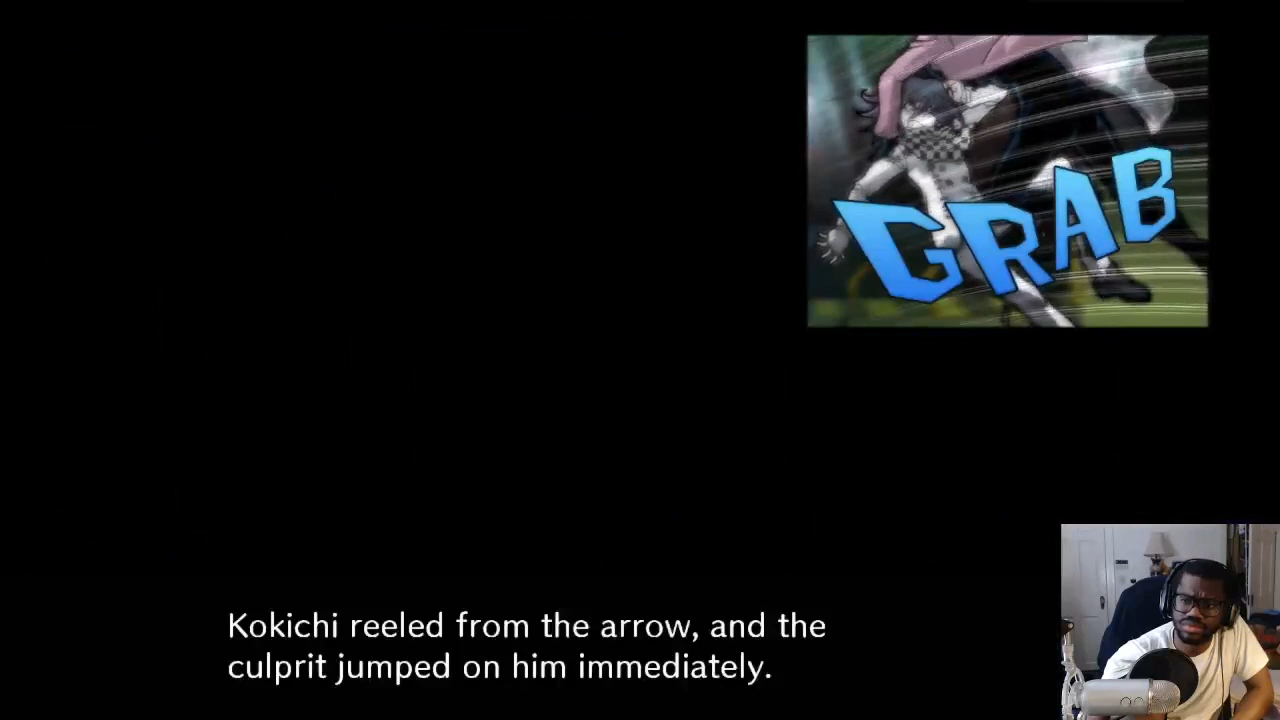 GRAB
Kokichi reeled from the arrow, and the
culprit jumped on him immediately.